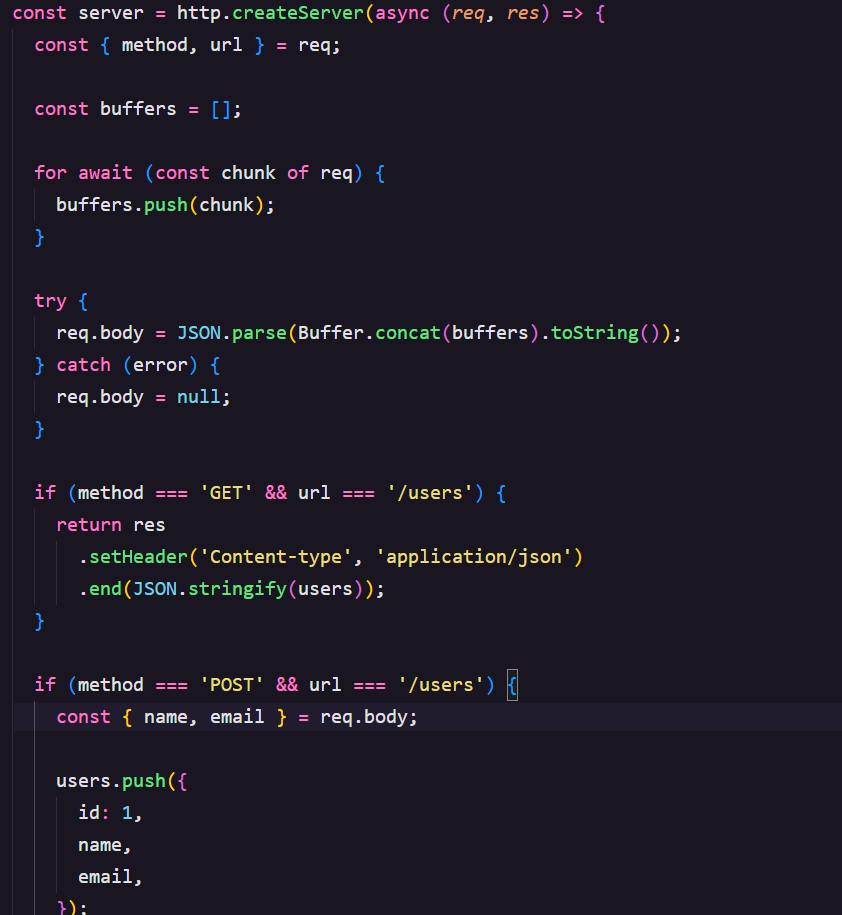 const server = http.createServer(async (req, res) => {
const { method, url } = req;
const buffers = [];
for await (const chunk of req) {
buffers.push(chunk);
}
try {
req.body = JSON.parse(Buffer.concat(buffers).toString());
} catch (error) {
req.body = null;
}
if (method === 'GET' && url === '/users') {
return res
.setHeader('Content-type', 'application/json')
.end(JSON.stringify(users));
}
if (method === 'POST' && url === '/users') {
const { name, email } = req.body;
users.push({
id: 1,
name,
email,
});